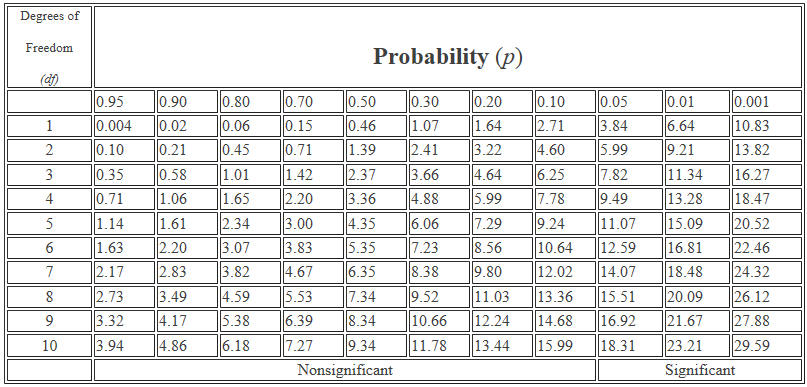 Degrees of
Freedom
(df)
Probability (p)
0.95 0.90 0.80 0.70 0.50 0.30 0.20 0.10 0.05 0.01 0.001
1 0.004 0.02 0.06 0.15 0.46 1.07 1.64 2.71 3.84 6.64 10.83
2 0.10 0.21 0.45 0.71 1.39 2.41 3.22 4.60 5.99 9.21 13.82
3 0.35 0.58 1.01 1.42 2.37 3.66 4.64 6.25 7.82 11.34 16.27
4 0.71 1.06 1.65 2.20 3.36 4.88 5.99 7.78 9.49 13.28 18.47
5 1.14 1.61 2.34 3.00 4.35 6.06 7.29 9.24 11.07 15.09 20.52
6 1.63 2.20 3.07 3.83 5.35 7.23 8.56 10.64 12.59 16.81 22.46
7 2.17 2.83 3.82 4.67 6.35 8.38 9.80 12.02 14.07 18.48 24.32
8 2.73 3.49 4.59 5.53 7.34 9.52 11.03 13.36 15.51 20.09 26.12
9 3.32 4.17 5.38 6.39 8.34 10.66 12.24 14.68 16.92 21.67 27.88
10 3.94 4.86 6.18 7.27 9.34 11.78 13.44 15.99 18.31 23.21 29.59
Nonsignificant Significant